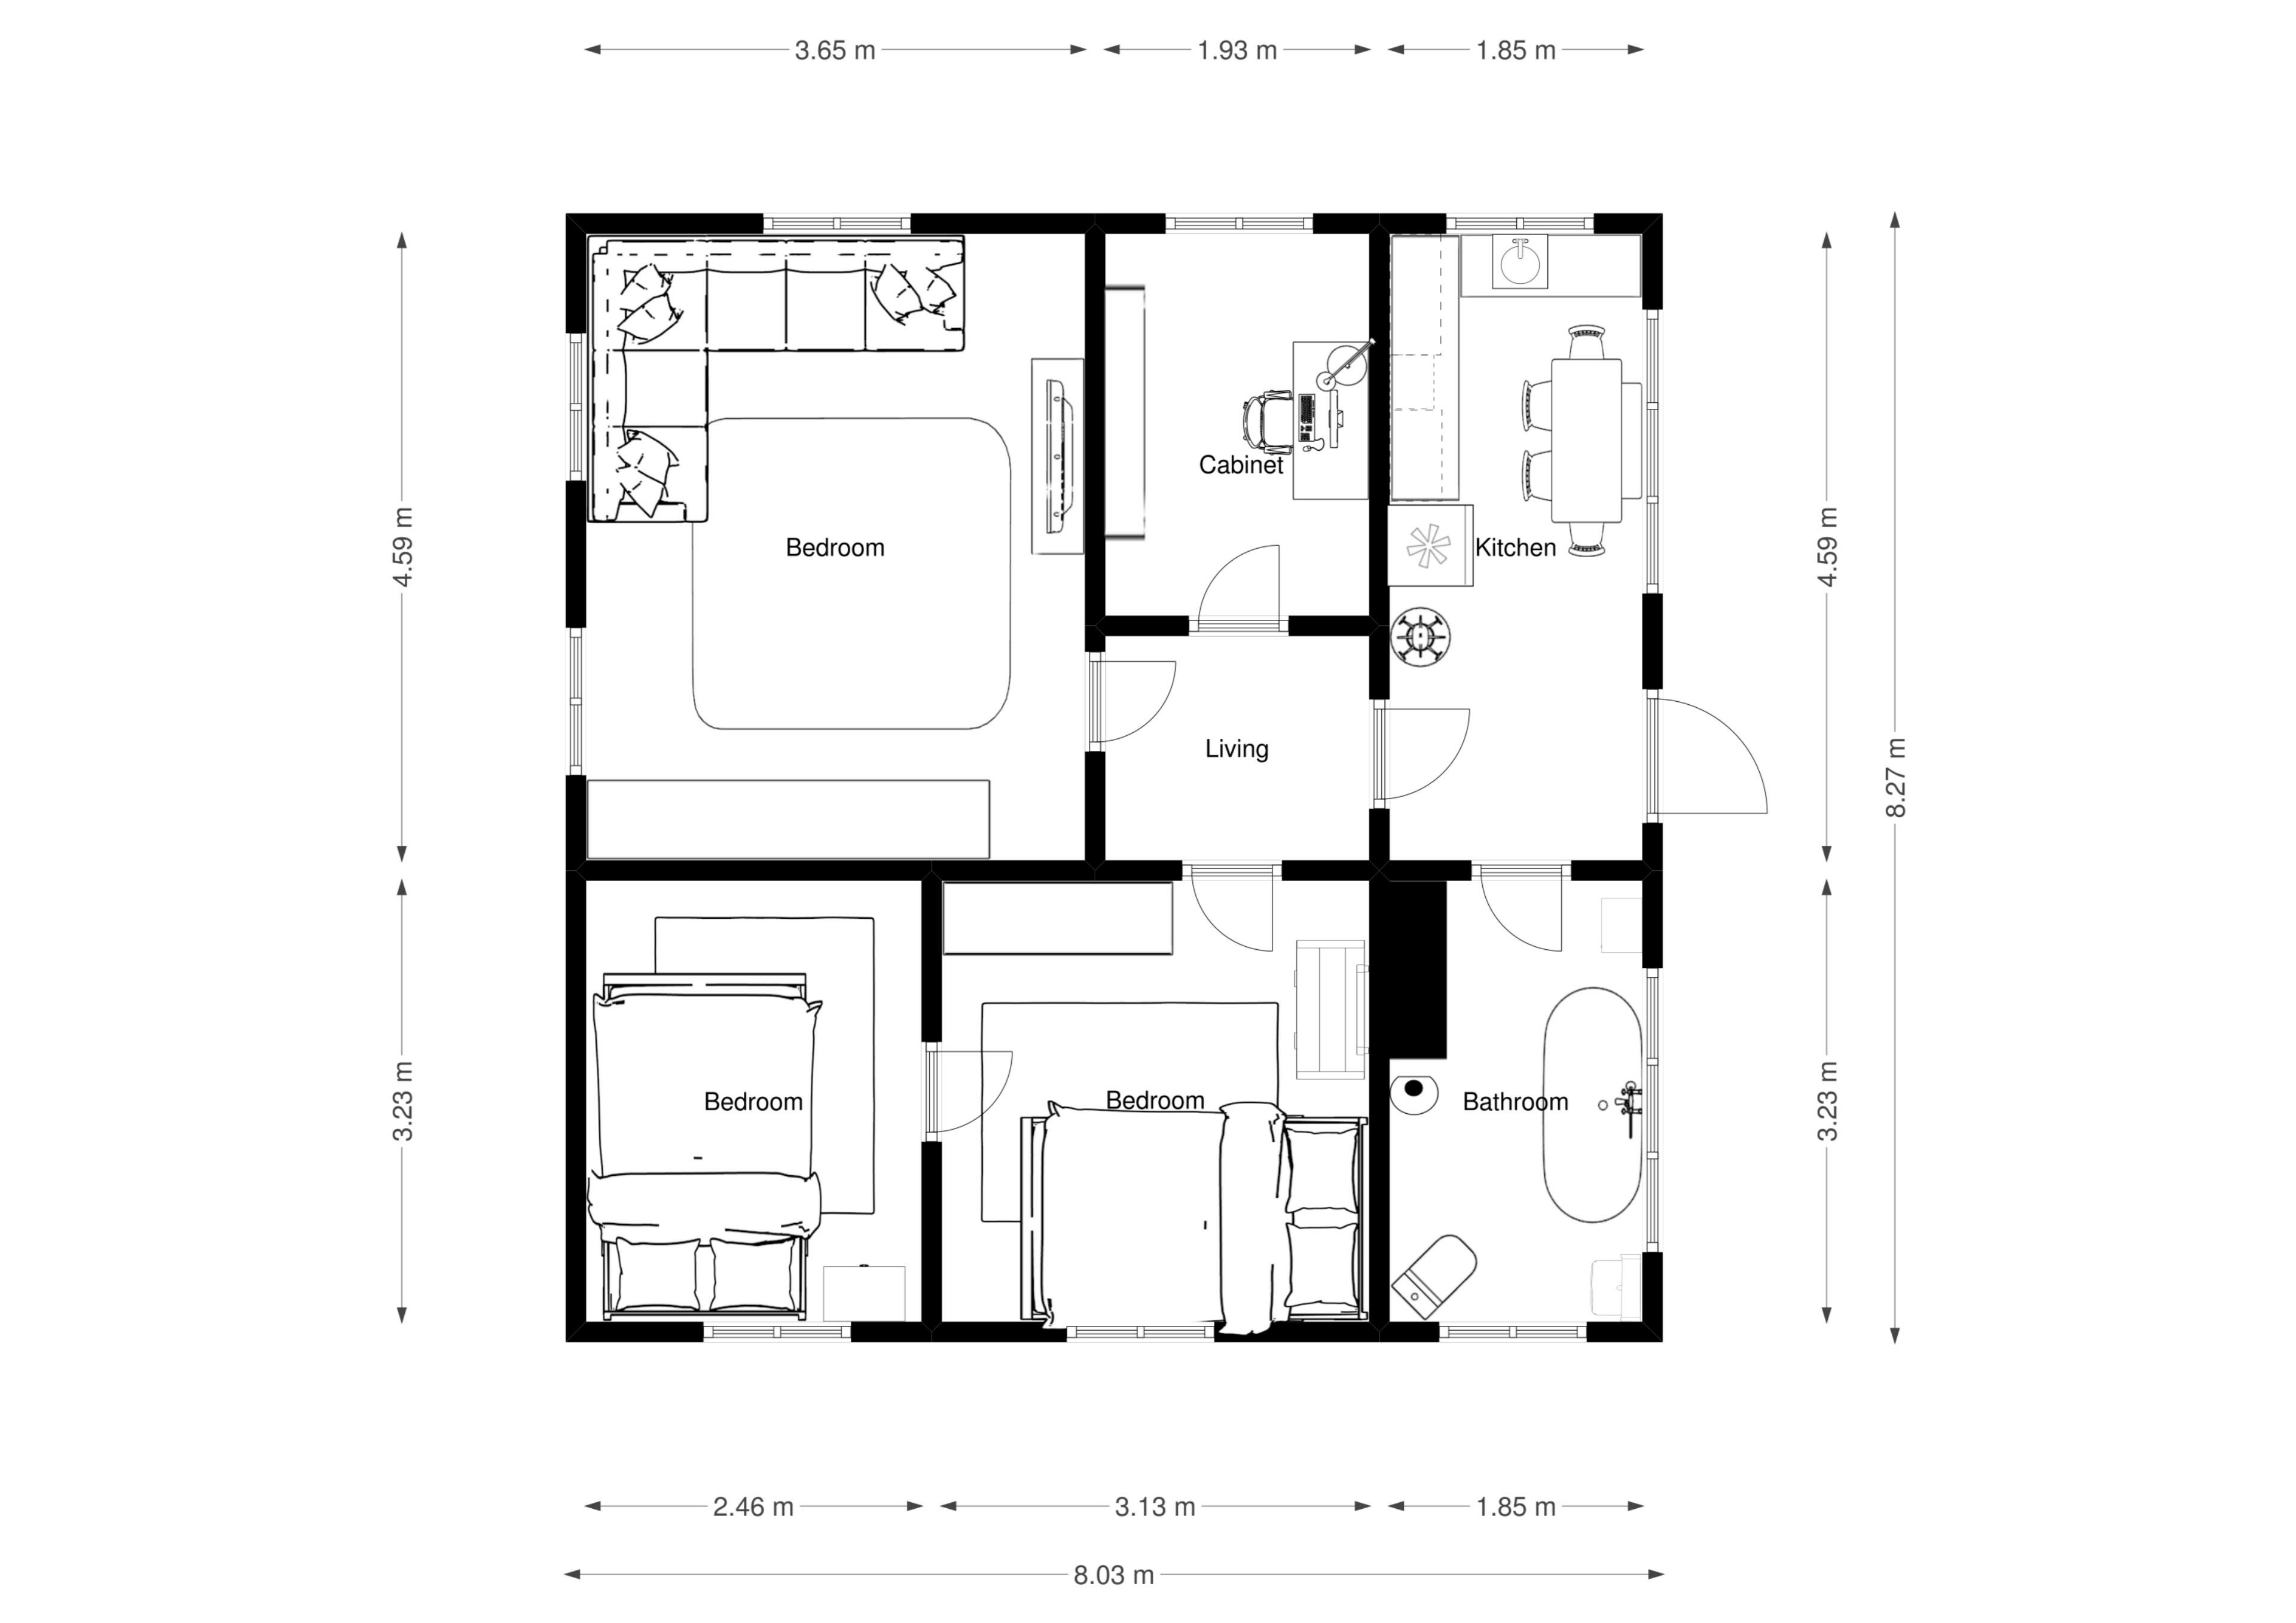 3.65 m
1.93 m
1.85 m
Cabinet
Bedroom
Kitchen
4.59 m
4.59 m
Living
8.27 m
Bedroom
Bedroom
Bathroom
3.23 m
3.23 m
2.46 m
3.13 m
1.85 m
8.03 m